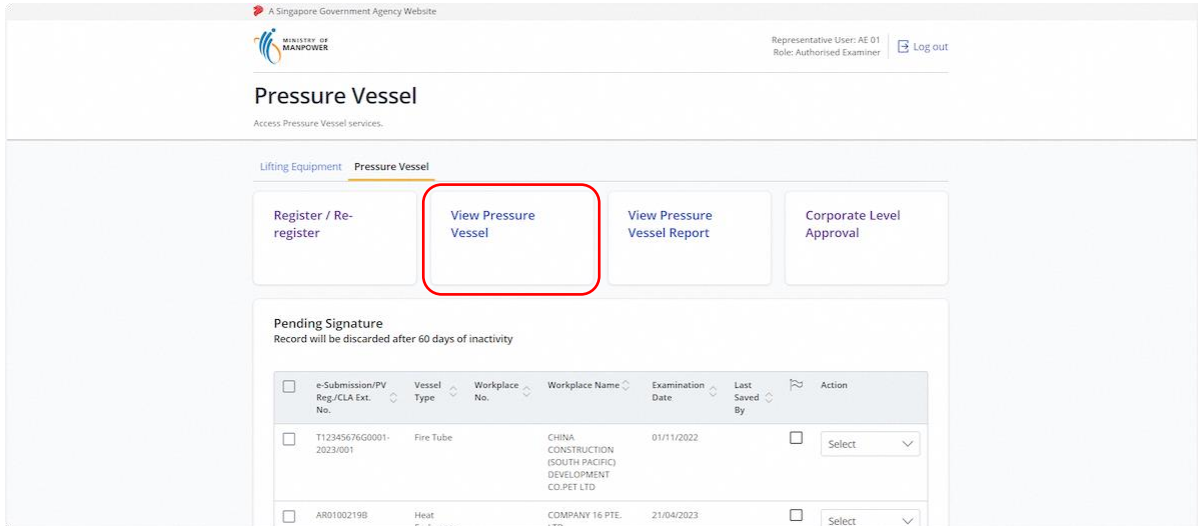 A Singapore Government Agency Website
MINISTRY OF
MANPOWER
Representative User: AE 01
Role: Authorised Examiner
Log out
Pressure Vessel
Access Pressure Vessel services.
Lifting Equipment
Pressure Vessel
Register / Re-
register
View Pressure
Vessel
View Pressure
Vessel Report
Corporate Level
Approval
Pending Signature
Record will be discarded after 60 days of inactivity
e-Submission/PV
Reg./CLA Ext.
No.
Vessel
Type
Workplace
No.
Workplace Name
Examination
Date
Last
Saved
By
Action
T12345676G0001-
2023/001
Fire Tube
CHINA
CONSTRUCTION
(SOUTH PACIFIC)
DEVELOPMENT
CO.PET LTD
01/11/2022
Select
AR0100219B
Heat
COMPANY 16 PTE.
21/04/2023
Select